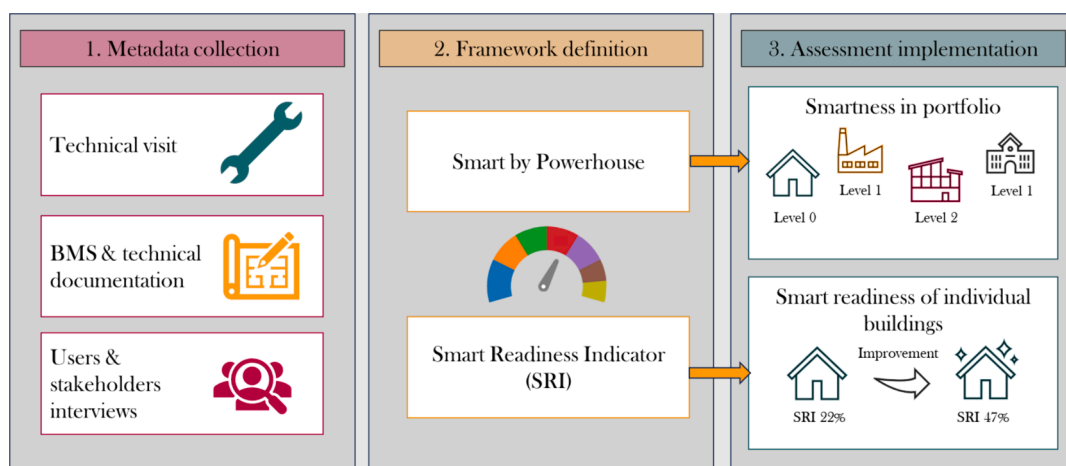 1. Metadata collection
Technical visit
BMS & technical
documentation
Users &
stakeholders
interviews
2. Framework definition
Smart by Powerhouse
Smart Readiness Indicator
(SRI)
3. Assessment implementation
Smartness in portfolio
Level 0
Level 1
Level 2
Level 1
Smart readiness of individual
buildings
Improvement
SRI 22%
SRI 47%